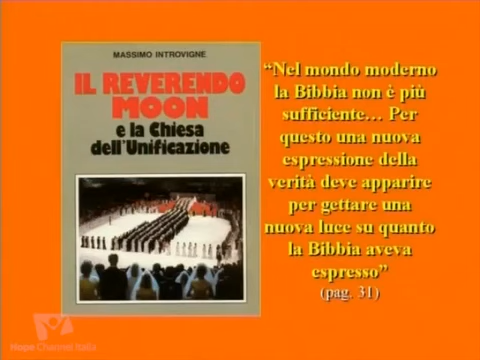 MASSIMO INTROVIGNE
IL REVERENDO
MOON
e la Chiesa
dell'Unificazione
“Nel mondo moderno
la Bibbia non è più
sufficiente… Per
questo una nuova
espressione della
verità deve apparire
per gettare una
nuova luce su quanto
la Bibbia aveva
espresso”
(pag. 31)
Hope Channel Italia